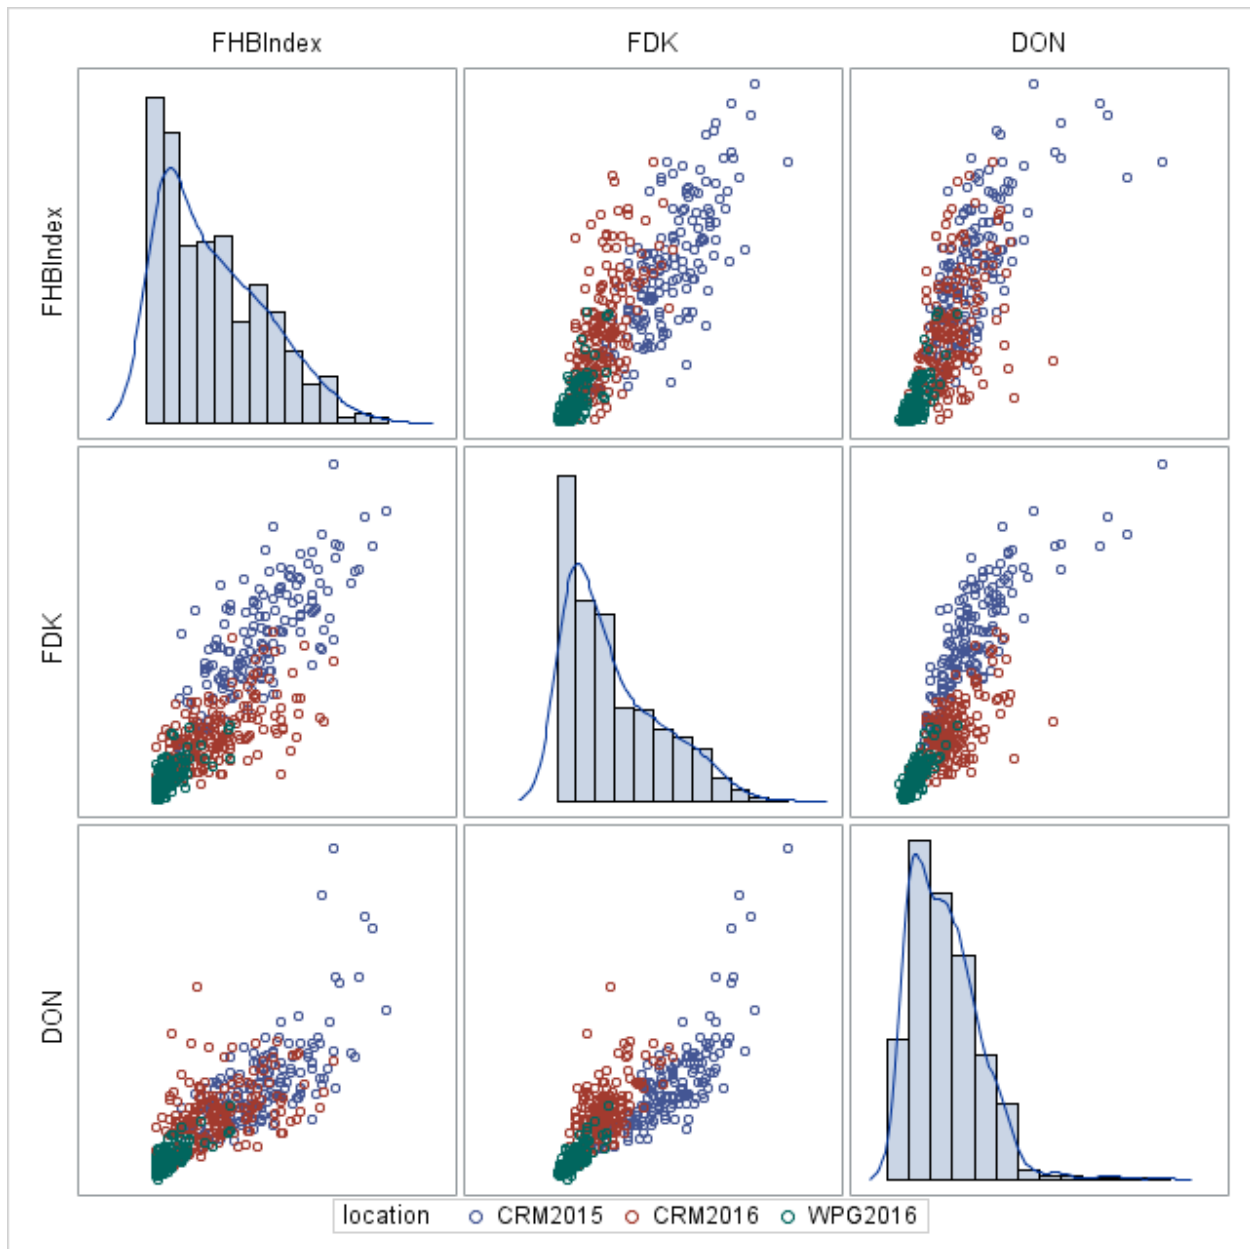 FHBIndex FDK DON
FHBIndex
FDK
DON
location CRM2015 CRM2016 WPG2016